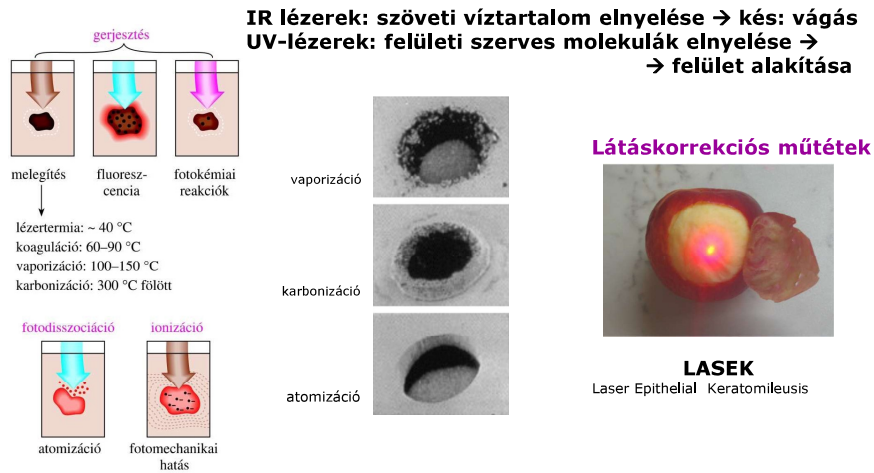 IR lézerek: szöveti víztartalom elnyelése → kés: vágás
UV-lézerek: felületi szerves molekulák elnyelése →
→ felület alakítása
gerjesztés
melegítés
fluoresz-
cencia
fotokémiai
reakciók
lézertermia: ~ 40 °C
koaguláció: 60–90 °C
vaporizáció: 100–150 °C
karbonizáció: 300 °C fölött
fotodisszociáció
ionizáció
atomizáció
fotomechanikai
hatás
vaporizáció
karbonizáció
atomizáció
Látáskorrekciós műtétek
LASEK
Laser Epithelial Keratomileusis